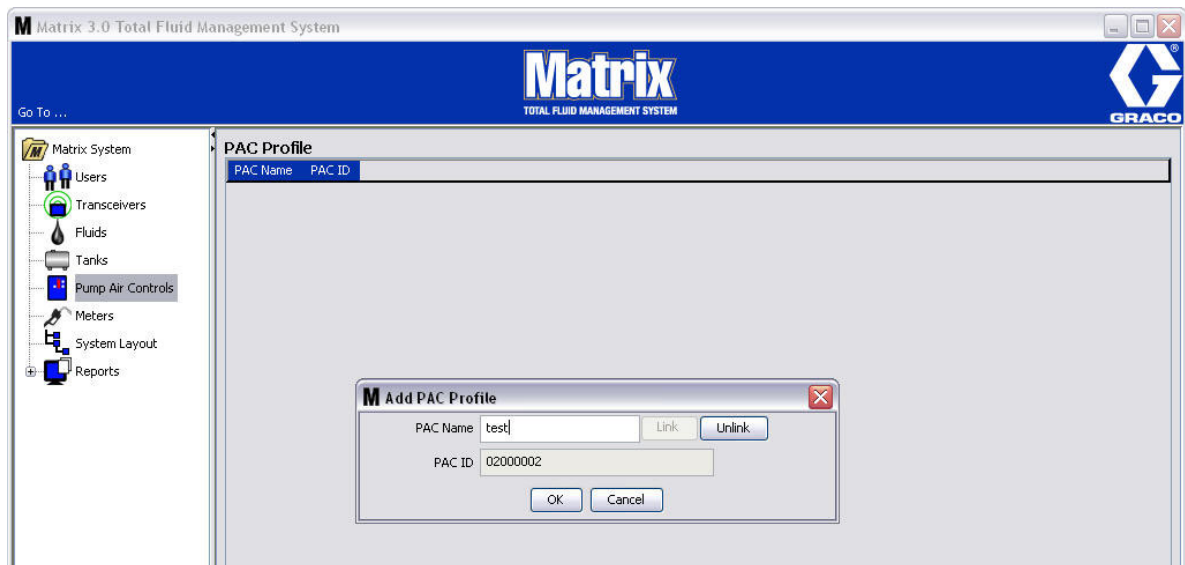 M Matrix 3.0 Total Fluid Management System
Matrix
TOTAL FLUID MANAGEMENT SYSTEM
®
GRACO
Go To ...
Matrix System
Users
Transceivers
Fluids
Tanks
Pump Air Controls
Meters
System Layout
Reports
PAC Profile
PAC Name PAC ID
M Add PAC Profile
PAC Name test Link Unlink
PAC ID 02000002
OK Cancel